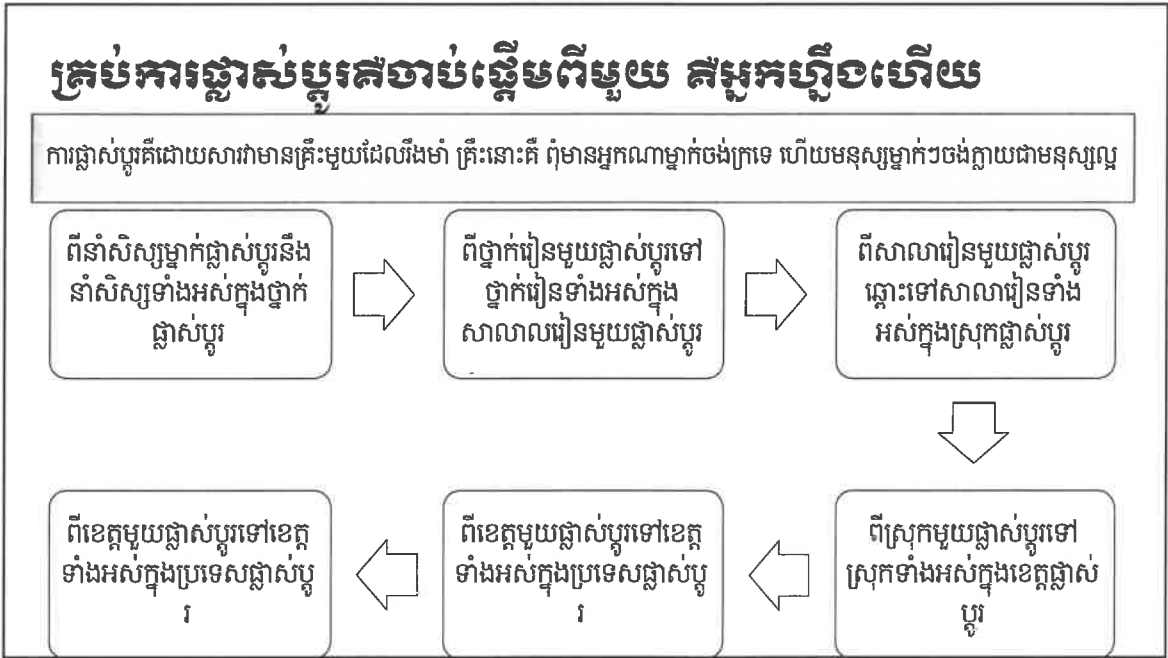 គ្រប់ការផ្លាស់ប្តូរគឺចាប់ផ្តើមពីមួយ គឺអ្នកហ្នឹងហើយ
ការផ្លាស់ប្តូរគឺដោយសារវាមានគ្រឹះមួយដែលរឹងមាំ គ្រឹះនោះគឺ ពុំមានអ្នកណាម្នាក់ចង់ក្រទេ ហើយមនុស្សម្នាក់ៗចង់ក្លាយជាមនុស្សល្អ
ពីនាំសិស្សម្នាក់ផ្លាស់ប្តូរនឹង
នាំសិស្សទាំងអស់ក្នុងថ្នាក់
ផ្លាស់ប្តូរ
ពីថ្នាក់រៀនមួយផ្លាស់ប្តូរទៅ
ថ្នាក់រៀនទាំងអស់ក្នុង
សាលាលរៀនមួយផ្លាស់ប្តូរ
ពីសាលារៀនមួយផ្លាស់ប្តូរ
ឆ្ពោះទៅសាលារៀនទាំង
អស់ក្នុងស្រុកផ្លាស់ប្តូរ
ពីស្រុកមួយផ្លាស់ប្តូរទៅ
ស្រុកទាំងអស់ក្នុងខេត្តផ្លាស់
ប្តូរ
ពីខេត្តមួយផ្លាស់ប្តូរទៅខេត្ត
ទាំងអស់ក្នុងប្រទេសផ្លាស់ប្តូ
រ
ពីខេត្តមួយផ្លាស់ប្តូរទៅខេត្ត
ទាំងអស់ក្នុងប្រទេសផ្លាស់ប្តូ
រ